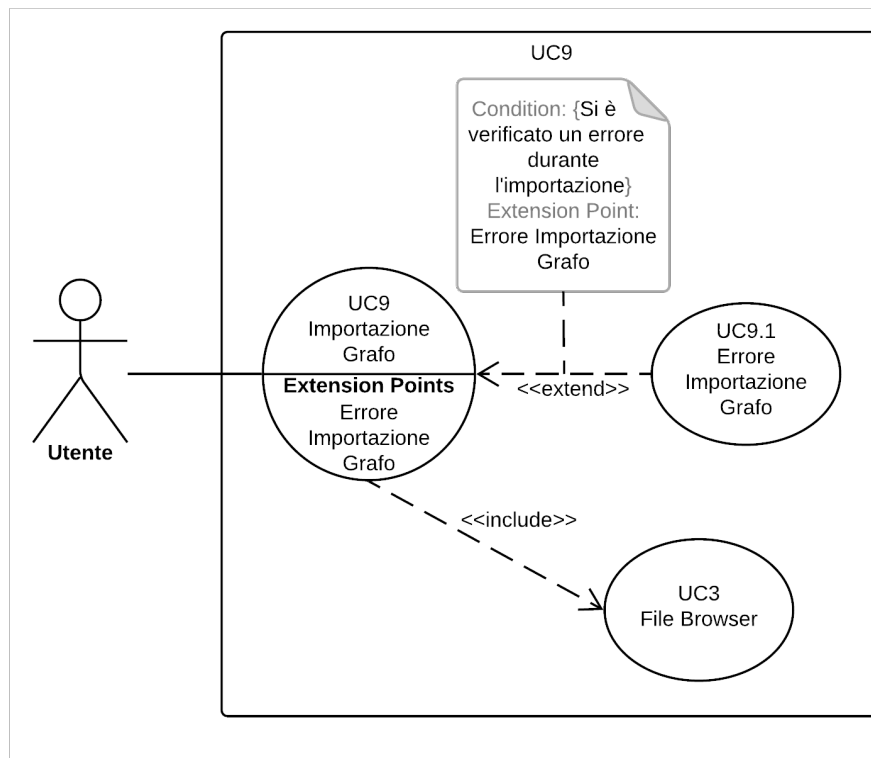 UC9
Condition: {Si è
verificato un errore
durante
l'importazione}
Extension Point:
Errore Importazione
Grafo
UC9
Importazione
Grafo
Extension Points
Errore
Importazione
Grafo
<<extend>>
UC9.1
Errore
Importazione
Grafo
Utente
<<include>>
UC3
File Browser